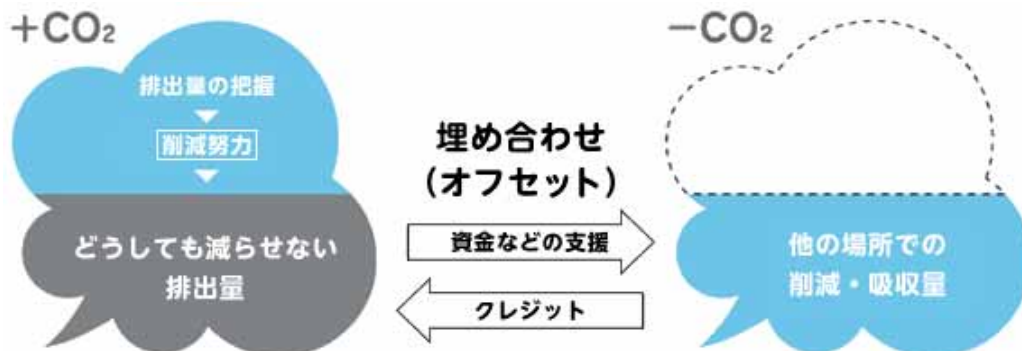 +CO₂
排出量の把握
削減努力
どうしても減らせない
排出量
埋め合わせ
(オフセット)
資金などの支援
クレジット
−CO₂
他の場所での
削減・吸収量